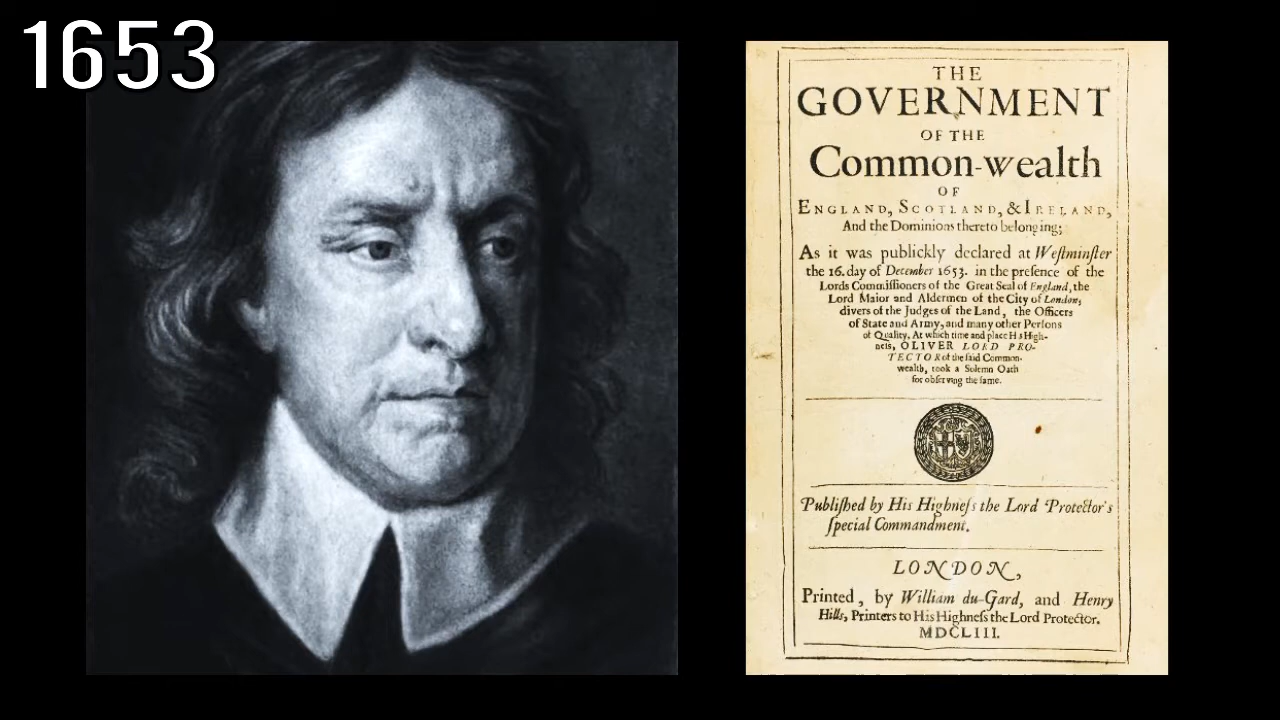 1653
THE
GOVERNMENT
OF THE
Common-wealth
OF
ENGLAND, SCOTLAND, & IRELAND,
And the Dominions thereto belonging;
As it was publickly declared at Weſtminſter
the 16. day of December 1653. in the preſence of the
Lords Commiſſioners of the Great Seal of England, the
Lord Maior and Aldermen of the City of London;
divers of the Judges of the Land, the Officers
of State and Army, and many other Perſons
of Quality, At which time and place His High-
neſs, OLIVER LORD PRO-
TECTOR of the ſaid Common-
wealth, took a Solemn Oath
for obſerving the ſame.
Publiſhed by His Highneſs the Lord Protector's
ſpecial Commandment.
LONDON,
Printed, by William du-Gard, and Henry
Hills, Printers to His Highneſs the Lord Protector.
MDCLIII.